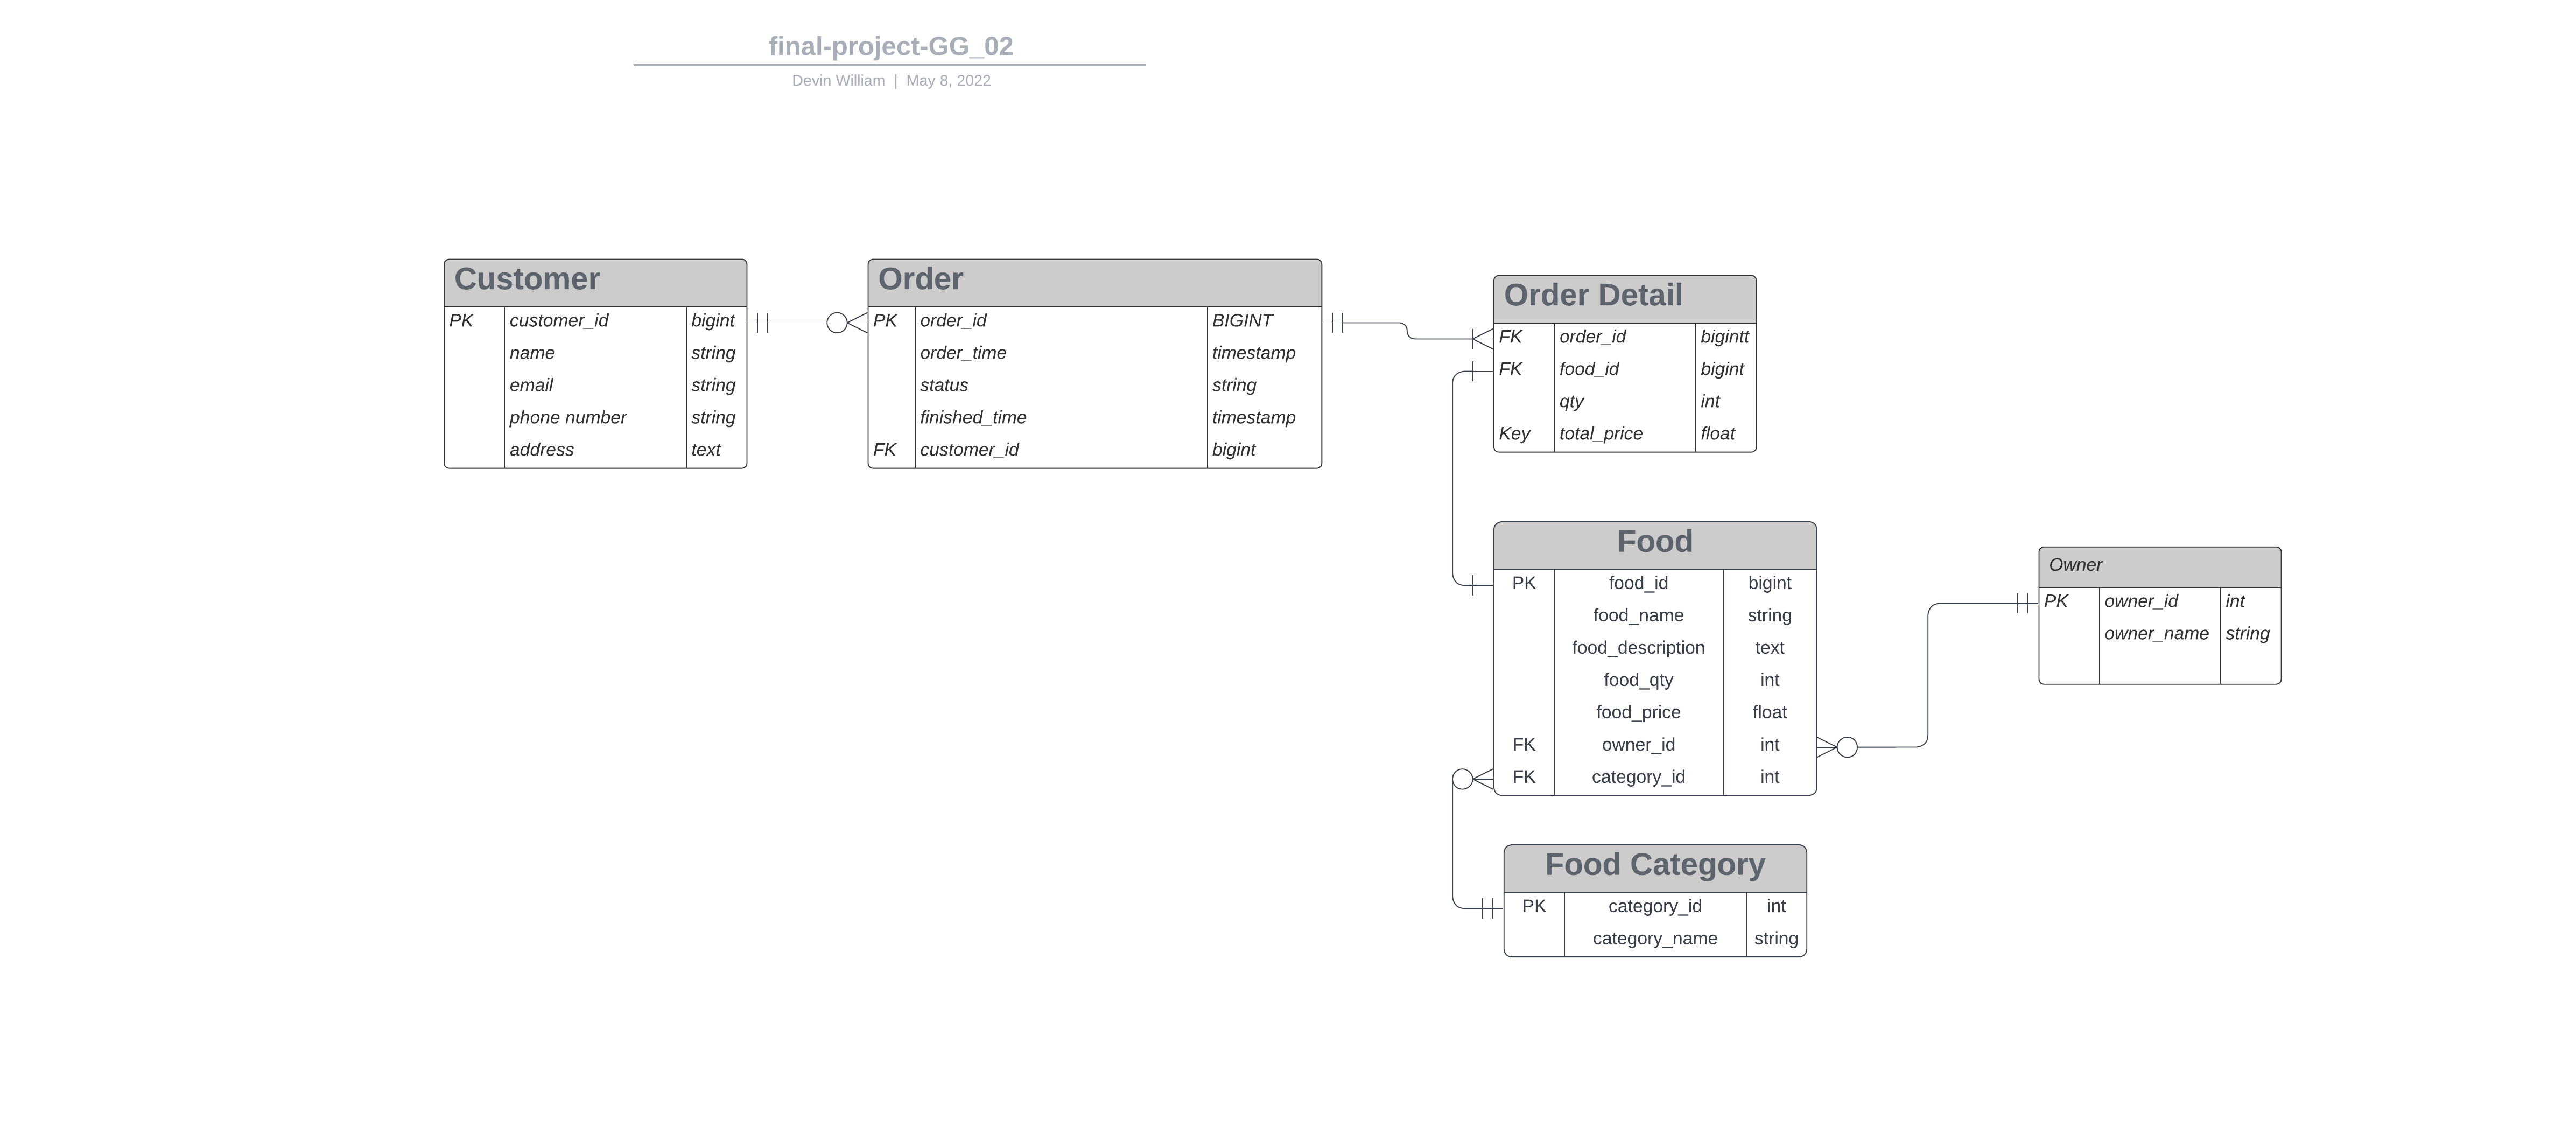 final-project-GG_02
Devin William | May 8, 2022
Customer
PK customer_id bigint
name string
email string
phone number string
address text
Order
PK order_id BIGINT
order_time timestamp
status string
finished_time timestamp
FK customer_id bigint
Order Detail
FK order_id bigintt
FK food_id bigint
qty int
Key total_price float
Food
PK food_id bigint
food_name string
food_description text
food_qty int
food_price float
FK owner_id int
FK category_id int
Owner
PK owner_id int
owner_name string
Food Category
PK category_id int
category_name string